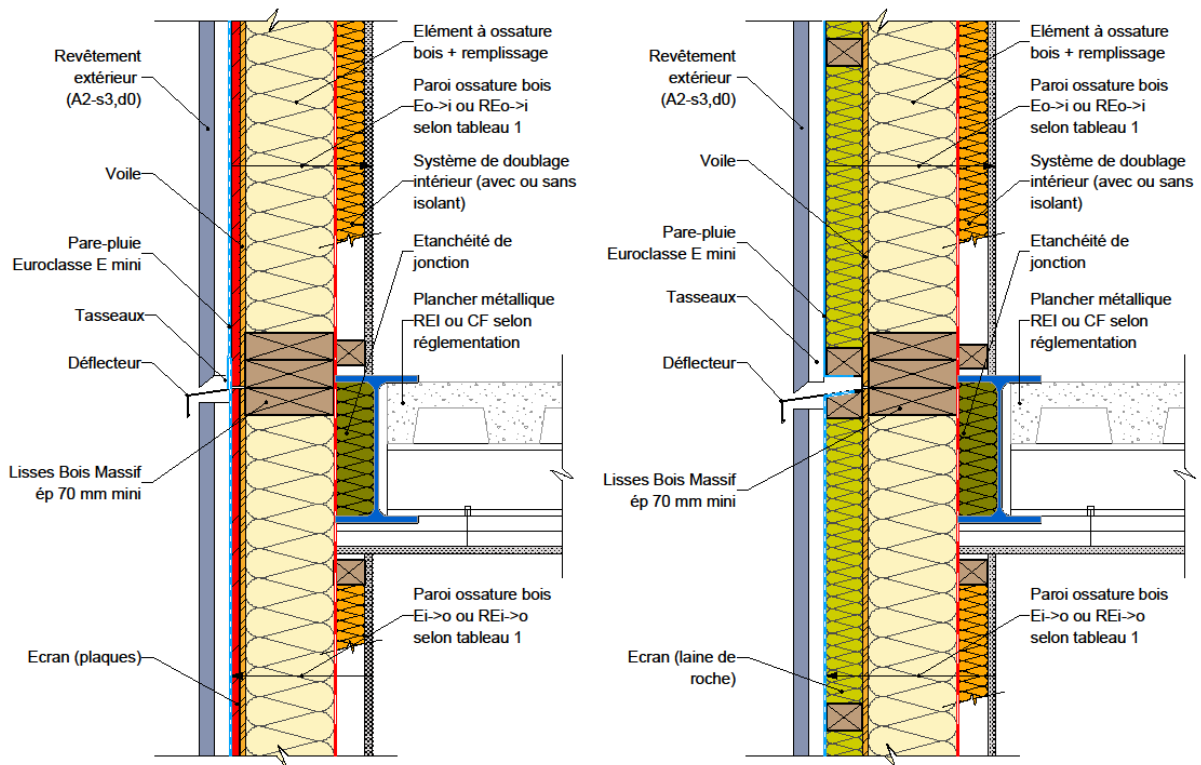 Revêtement
extérieur
(A2-s3,d0)
Voile
Pare-pluie
Euroclasse E mini
Tasseaux
Déflecteur
Lisses Bois Massif
ép 70 mm mini
Ecran (plaques)
Elément à ossature
bois + remplissage
Paroi ossature bois
Eo->i ou REo->i
selon tableau 1
Système de doublage
intérieur (avec ou sans
isolant)
Etanchéité de
jonction
Plancher métallique
REI ou CF selon
réglementation
Paroi ossature bois
Ei->o ou REi->o
selon tableau 1
Revêtement
extérieur
(A2-s3,d0)
Voile
Pare-pluie
Euroclasse E mini
Tasseaux
Déflecteur
Lisses Bois Massif
ép 70 mm mini
Ecran (laine de
roche)
Elément à ossature
bois + remplissage
Paroi ossature bois
Eo->i ou REo->i
selon tableau 1
Système de doublage
intérieur (avec ou sans
isolant)
Etanchéité de
jonction
Plancher métallique
REI ou CF selon
réglementation
Paroi ossature bois
Ei->o ou REi->o
selon tableau 1